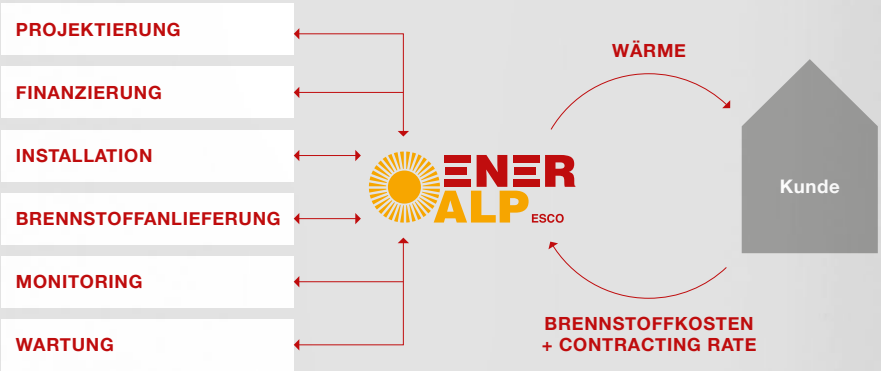 PROJEKTIERUNG
FINANZIERUNG
INSTALLATION
BRENNSTOFFANLIEFERUNG
MONITORING
WARTUNG
ENER
ALP ESCO
WÄRME
Kunde
BRENNSTOFFKOSTEN
+ CONTRACTING RATE